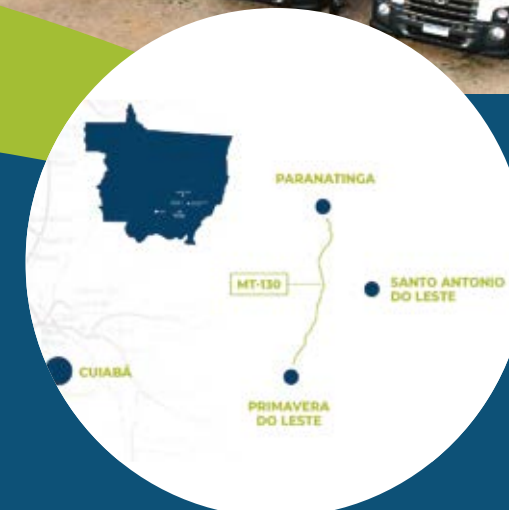 PARANATINGA
MT-130
SANTO ANTONIO
DO LESTE
CUIABÁ
PRIMAVERA
DO LESTE